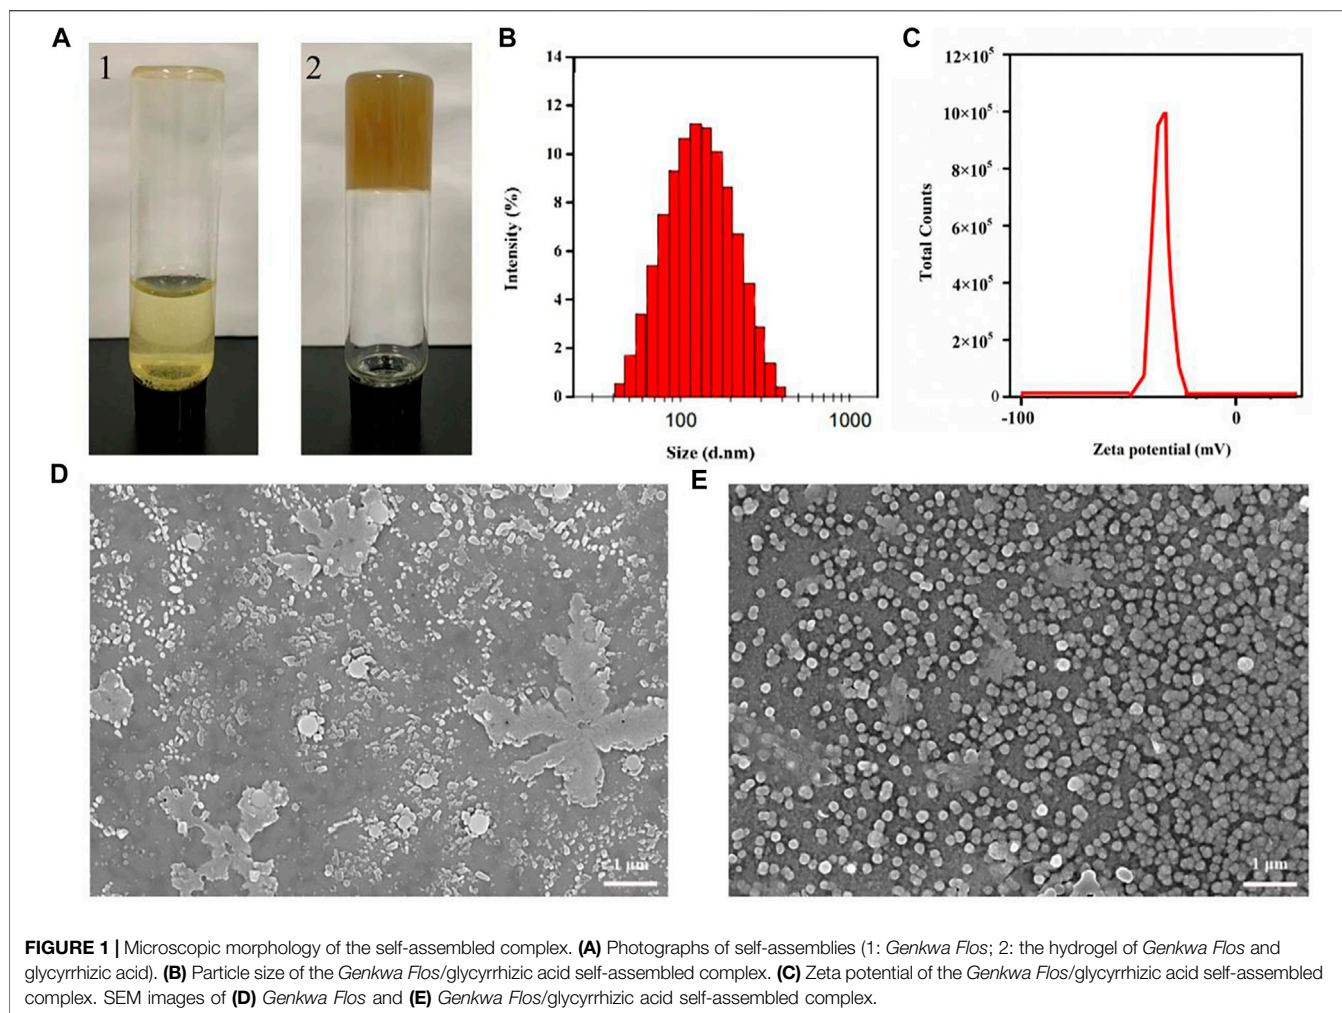 A
1
2
B
14
12
10
8
6
4
2
0
Intensity (%)
100
1000
Size (d.nm)
C
12×10⁵
10×10⁵
8×10⁵
6×10⁵
4×10⁵
2×10⁵
0
Total Counts
-100
0
Zeta potential (mV)
D
1 μm
E
1 μm
FIGURE 1 | Microscopic morphology of the self-assembled complex. (A) Photographs of self-assemblies (1: Genkwa Flos; 2: the hydrogel of Genkwa Flos and
glycyrrhizic acid). (B) Particle size of the Genkwa Flos/glycyrrhizic acid self-assembled complex. (C) Zeta potential of the Genkwa Flos/glycyrrhizic acid self-assembled
complex. SEM images of (D) Genkwa Flos and (E) Genkwa Flos/glycyrrhizic acid self-assembled complex.